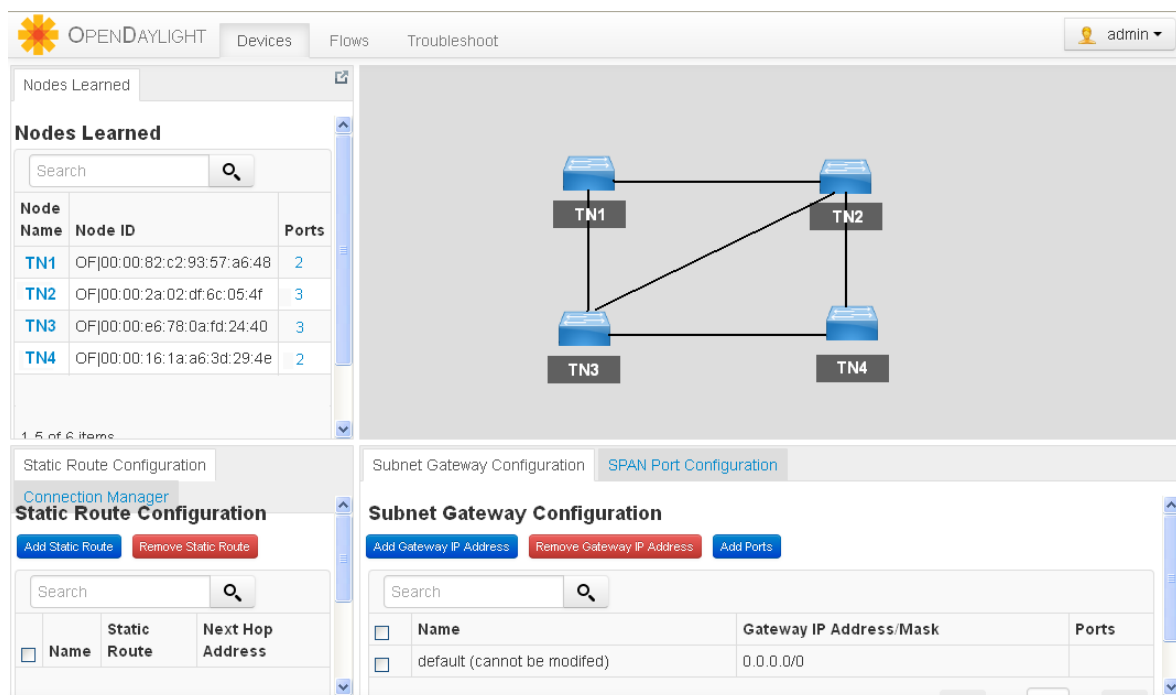 OPENDAYLIGHT Devices Flows Troubleshoot admin
Nodes Learned
Nodes Learned
Search
Node Name Node ID Ports
TN1 OF|00:00:82:c2:93:57:a6:48 2
TN2 OF|00:00:2a:02:df:6c:05:4f 3
TN3 OF|00:00:e6:78:0a:fd:24:40 3
TN4 OF|00:00:16:1a:a6:3d:29:4e 2
1-5 of 6 items
TN1
TN2
TN3
TN4
Static Route Configuration
Connection Manager
Static Route Configuration
Add Static Route Remove Static Route
Search
Name Static Route Next Hop Address
Subnet Gateway Configuration SPAN Port Configuration
Subnet Gateway Configuration
Add Gateway IP Address Remove Gateway IP Address Add Ports
Search
Name Gateway IP Address/Mask Ports
default (cannot be modifed) 0.0.0.0/0